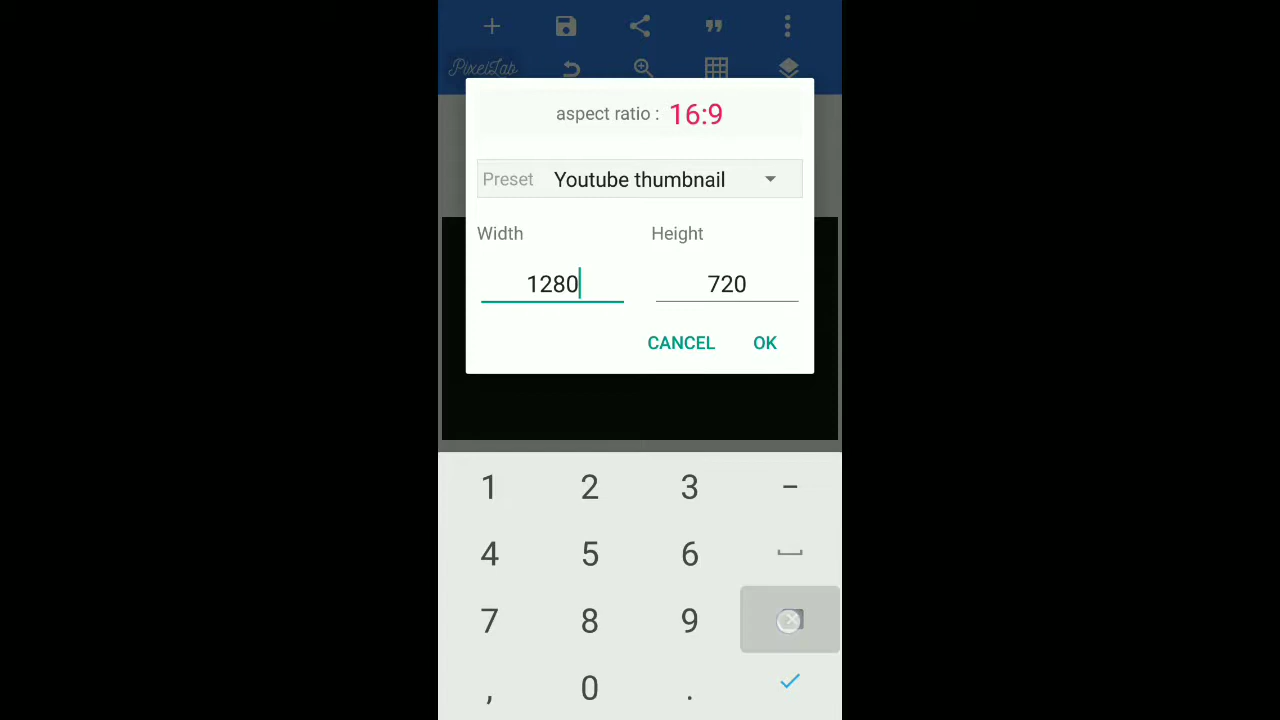 PixelLab
aspect ratio : 16:9
Preset Youtube thumbnail
Width Height
1280 720
CANCEL OK
1 2 3 -
4 5 6
7 8 9
, 0 .